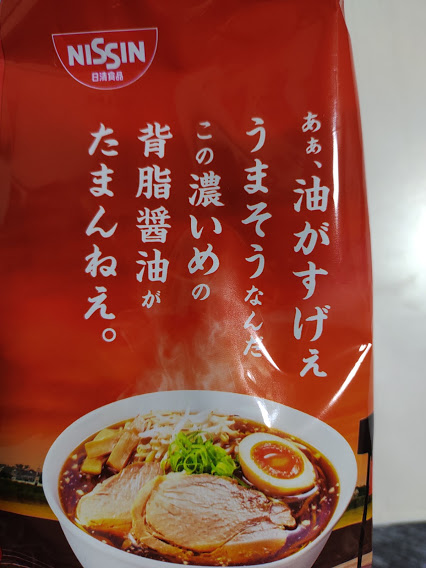 NISSIN
日清食品
あぁ、油がすげぇ
うまそうなんだ
この濃いめの
背脂醤油が
たまんねえ。